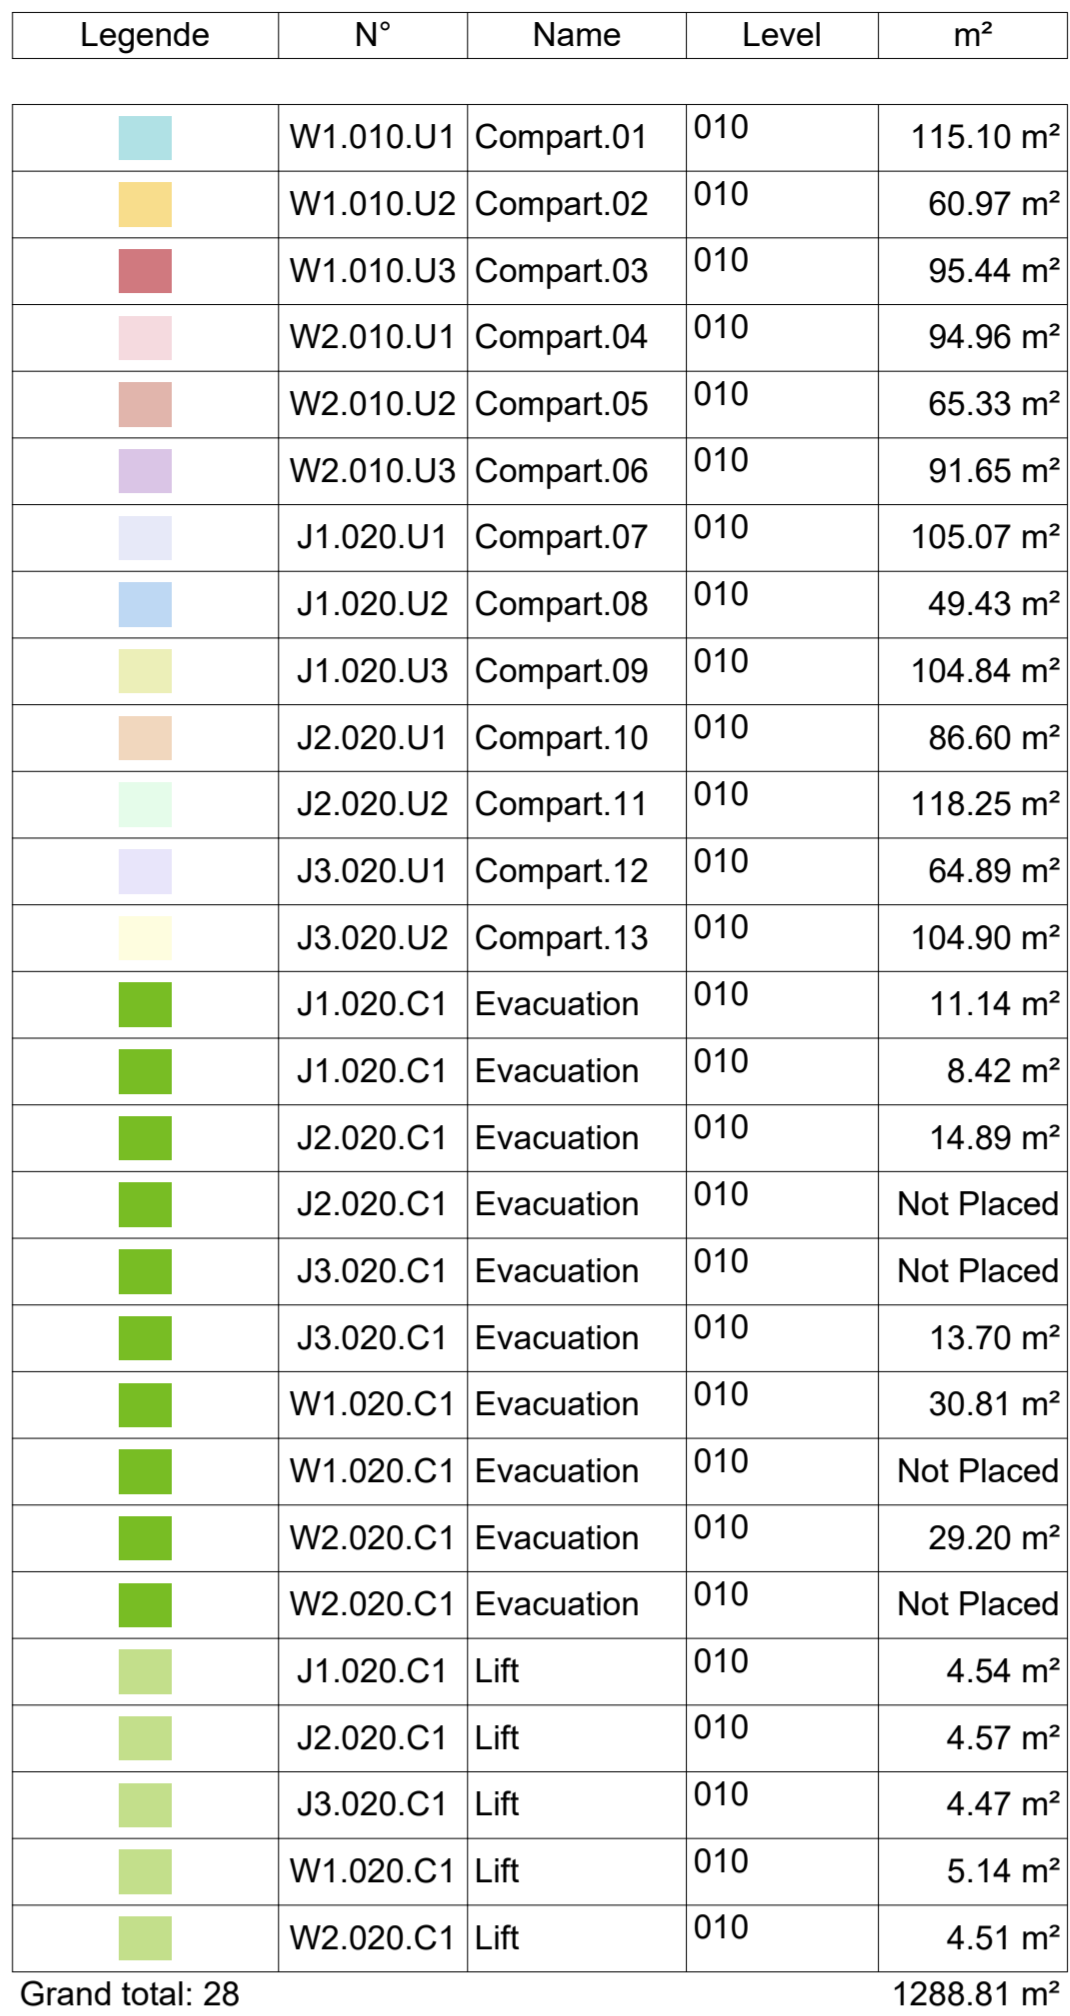 Legende N° Name Level m²
W1.010.U1 Compart.01 010 115.10 m²
W1.010.U2 Compart.02 010 60.97 m²
W1.010.U3 Compart.03 010 95.44 m²
W2.010.U1 Compart.04 010 94.96 m²
W2.010.U2 Compart.05 010 65.33 m²
W2.010.U3 Compart.06 010 91.65 m²
J1.020.U1 Compart.07 010 105.07 m²
J1.020.U2 Compart.08 010 49.43 m²
J1.020.U3 Compart.09 010 104.84 m²
J2.020.U1 Compart.10 010 86.60 m²
J2.020.U2 Compart.11 010 118.25 m²
J3.020.U1 Compart.12 010 64.89 m²
J3.020.U2 Compart.13 010 104.90 m²
J1.020.C1 Evacuation 010 11.14 m²
J1.020.C1 Evacuation 010 8.42 m²
J2.020.C1 Evacuation 010 14.89 m²
J2.020.C1 Evacuation 010 Not Placed
J3.020.C1 Evacuation 010 Not Placed
J3.020.C1 Evacuation 010 13.70 m²
W1.020.C1 Evacuation 010 30.81 m²
W1.020.C1 Evacuation 010 Not Placed
W2.020.C1 Evacuation 010 29.20 m²
W2.020.C1 Evacuation 010 Not Placed
J1.020.C1 Lift 010 4.54 m²
J2.020.C1 Lift 010 4.57 m²
J3.020.C1 Lift 010 4.47 m²
W1.020.C1 Lift 010 5.14 m²
W2.020.C1 Lift 010 4.51 m²
Grand total: 28 1288.81 m²